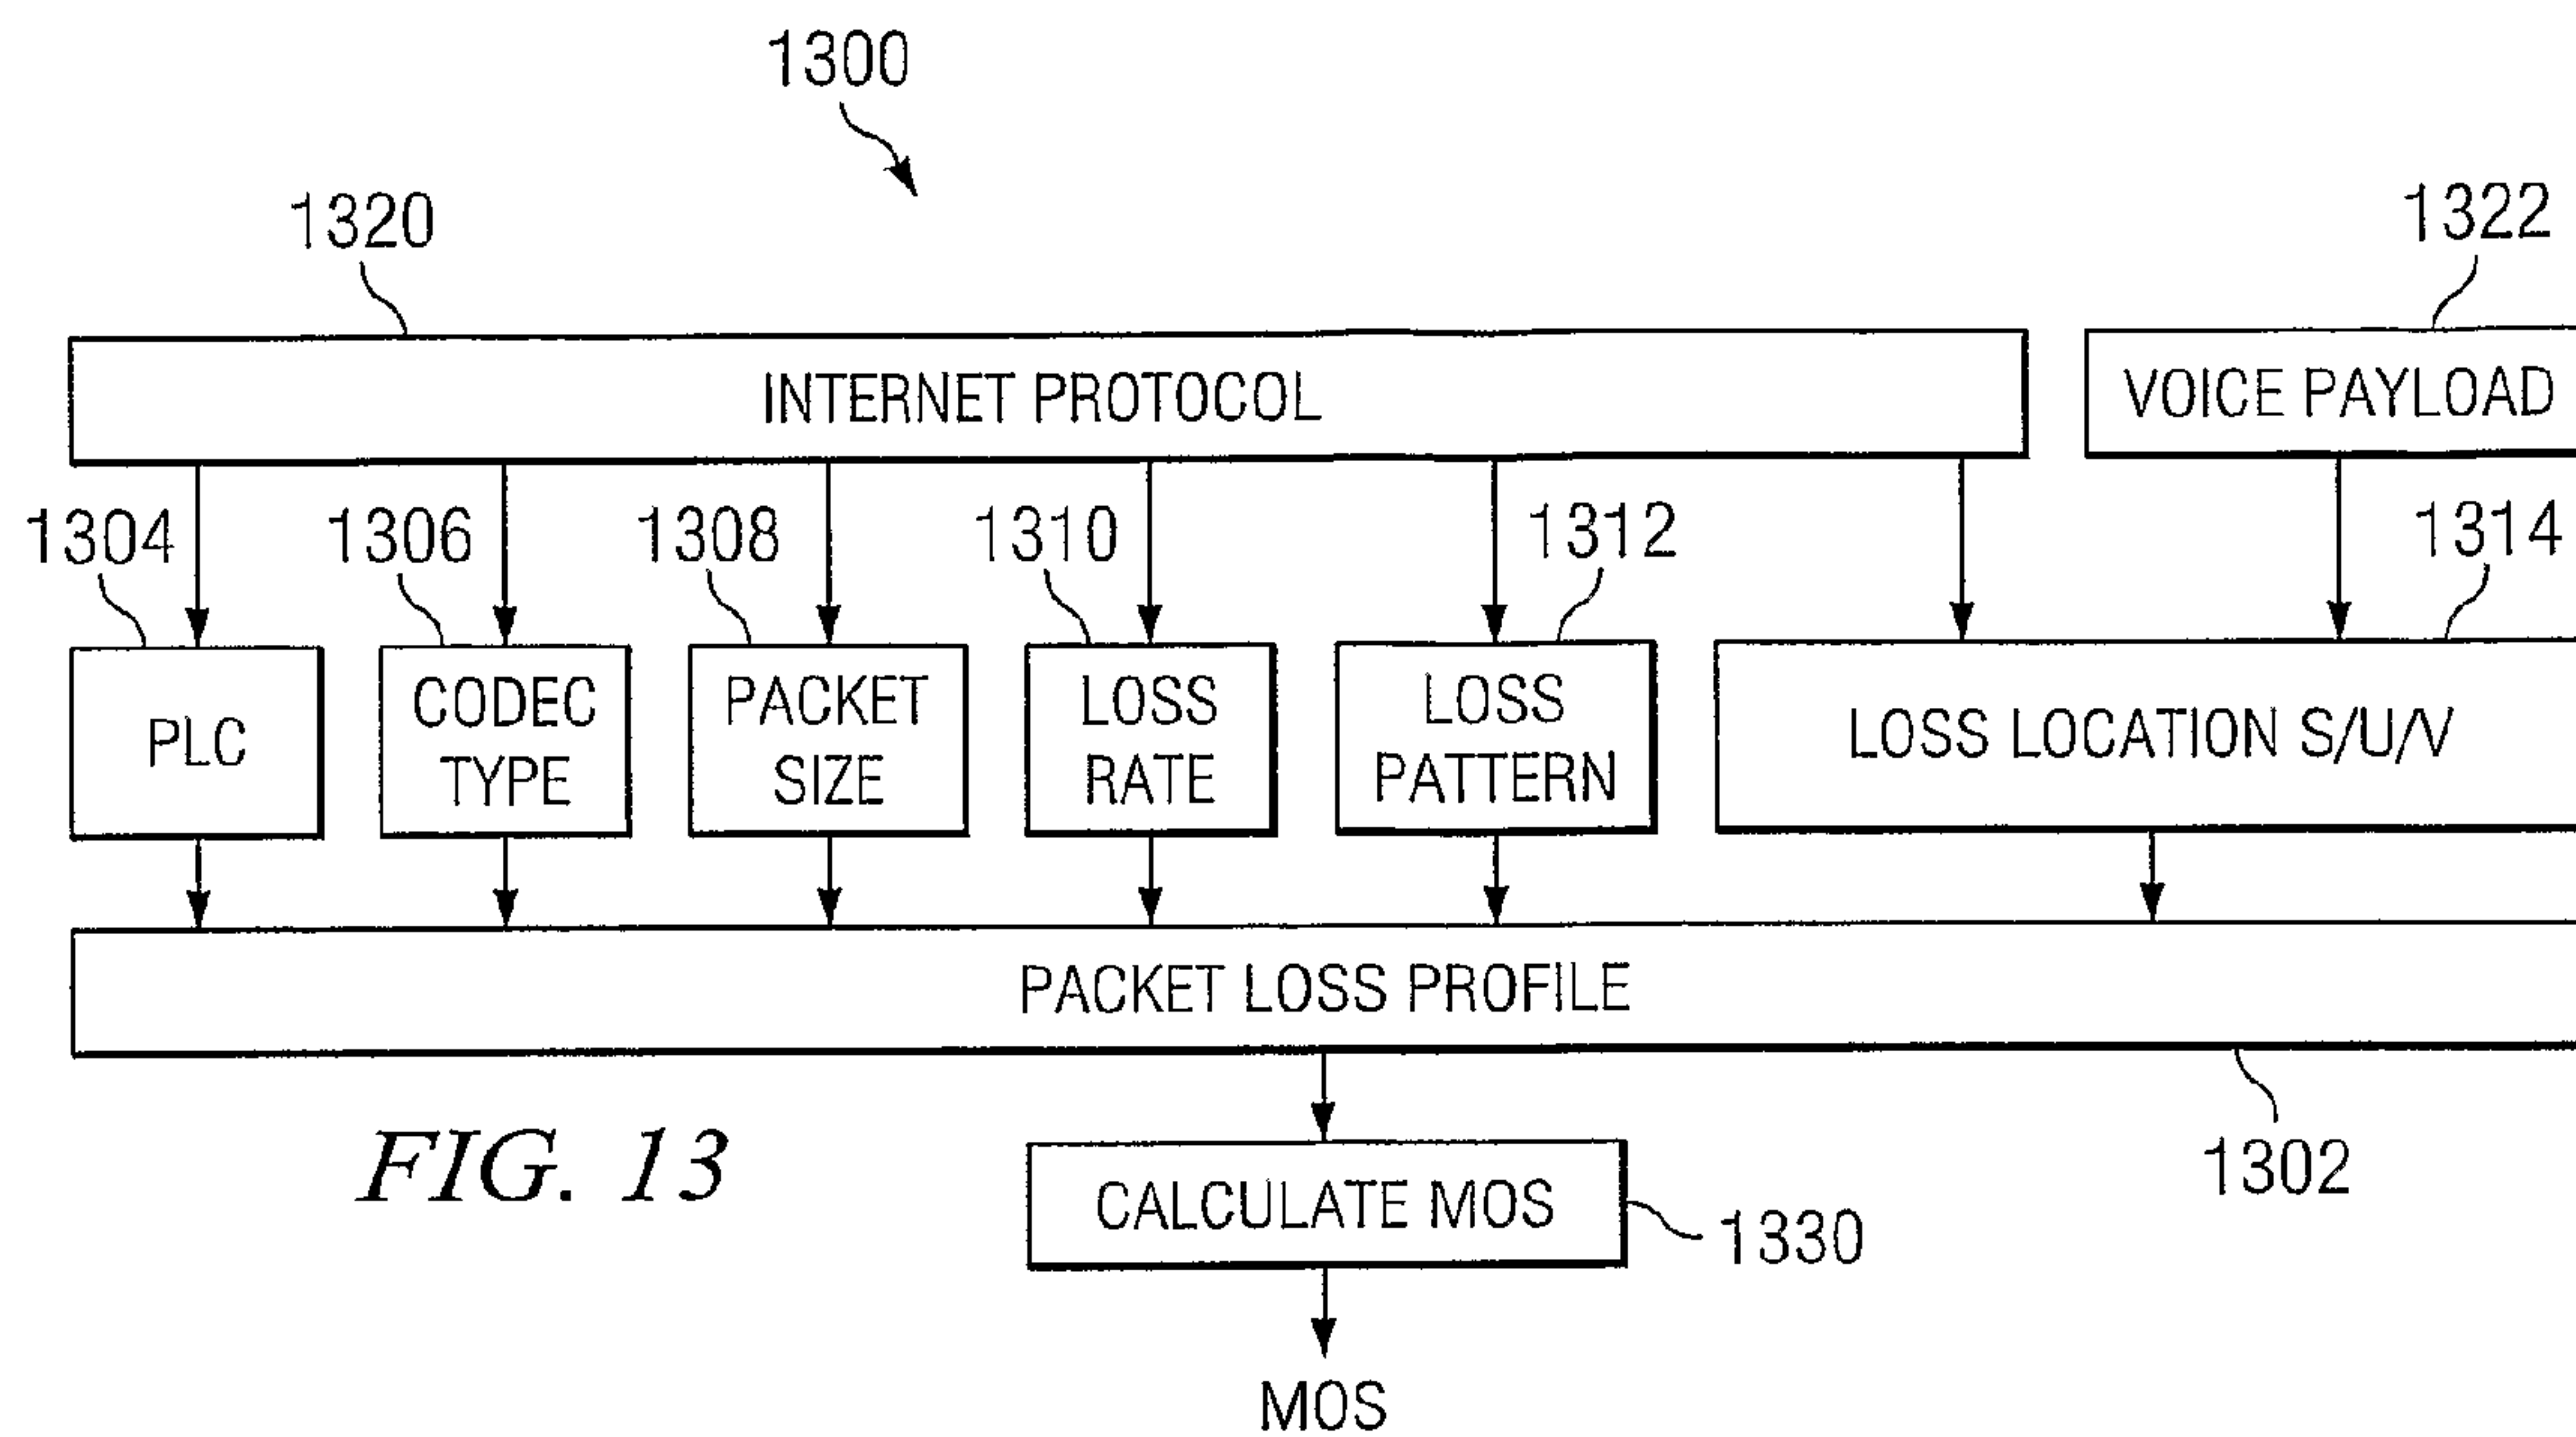 1300
1320
1322
INTERNET PROTOCOL
VOICE PAYLOAD
1304
1306
1308
1310
1312
1314
PLC
CODEC
TYPE
PACKET
SIZE
LOSS
RATE
LOSS
PATTERN
LOSS LOCATION S/U/V
PACKET LOSS PROFILE
1302
FIG. 13
CALCULATE MOS
1330
MOS